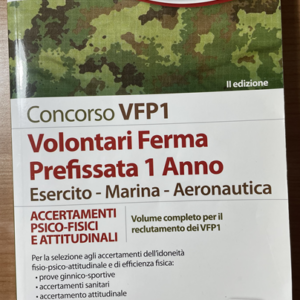 II edizione
Concorso VFP1
Volontari Ferma
Prefissata 1 Anno
Esercito - Marina - Aeronautica
ACCERTAMENTI
PSICO-FISICI
E ATTITUDINALI
Volume completo per il
reclutamento dei VFP1
Per la selezione agli accertamenti dell'idoneità
fisio-psico-attitudinale e di efficienza fisica:
• prove ginnico-sportive
• accertamenti sanitari
• accertamento attitudinale